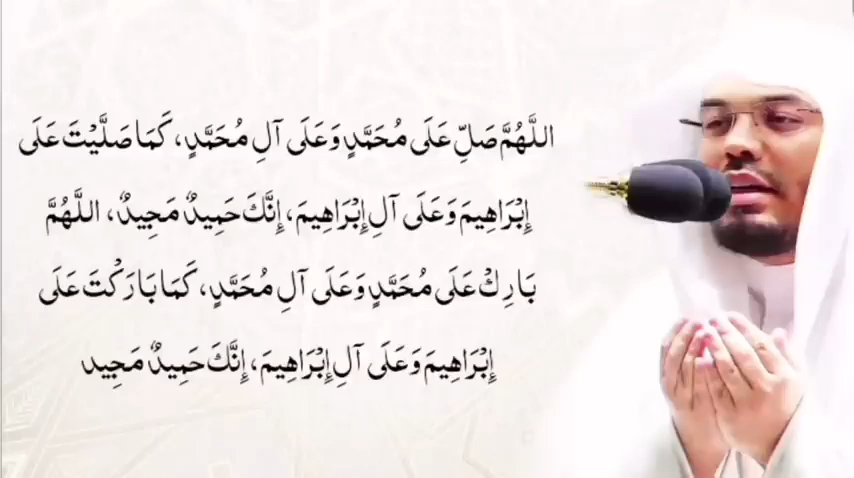 اللَّهُمَّ صَلِّ عَلَى مُحَمَّدٍ وَعَلَى آلِ مُحَمَّدٍ، كَمَا صَلَّيْتَ عَلَى
إِبْرَاهِيمَ وَعَلَى آلِ إِبْرَاهِيمَ، إِنَّكَ حَمِيدٌ مَجِيدٌ، اللَّهُمَّ
بَارِكْ عَلَى مُحَمَّدٍ وَعَلَى آلِ مُحَمَّدٍ، كَمَا بَارَكْتَ عَلَى
إِبْرَاهِيمَ وَعَلَى آلِ إِبْرَاهِيمَ، إِنَّكَ حَمِيدٌ مَجِيد